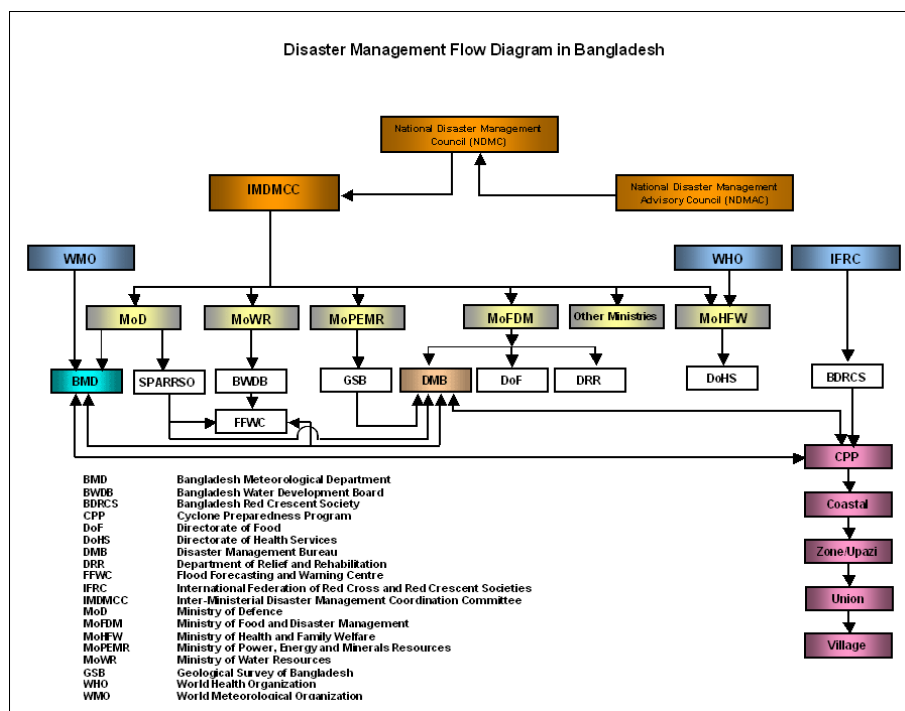 Disaster Management Flow Diagram in Bangladesh
National Disaster Management
Council (NDMC)
IMDMCC
National Disaster Management
Advisory Council (NDMAC)
WMO
WHO
IFRC
MoD
MoWR
MoPEMR
MoFDM
Other Ministries
MoHFW
BMD
SPARRSO
BWDB
GSB
DMB
DoF
DRR
DoHS
BDRCS
FFWC
CPP
Coastal
Zone/Upazi
Union
Village
BMD Bangladesh Meteorological Department
BWDB Bangladesh Water Development Board
BDRCS Bangladesh Red Crescent Society
CPP Cyclone Preparedness Program
DoF Directorate of Food
DoHS Directorate of Health Services
DMB Disaster Management Bureau
DRR Department of Relief and Rehabilitation
FFWC Flood Forecasting and Warning Centre
IFRC International Federation of Red Cross and Red Crescent Societies
IMDMCC Inter-Ministerial Disaster Management Coordination Committee
MoD Ministry of Defence
MoFDM Ministry of Food and Disaster Management
MoHFW Ministry of Health and Family Welfare
MoPEMR Ministry of Power, Energy and Minerals Resources
MoWR Ministry of Water Resources
GSB Geological Survey of Bangladesh
WHO World Health Organization
WMO World Meteorological Organization